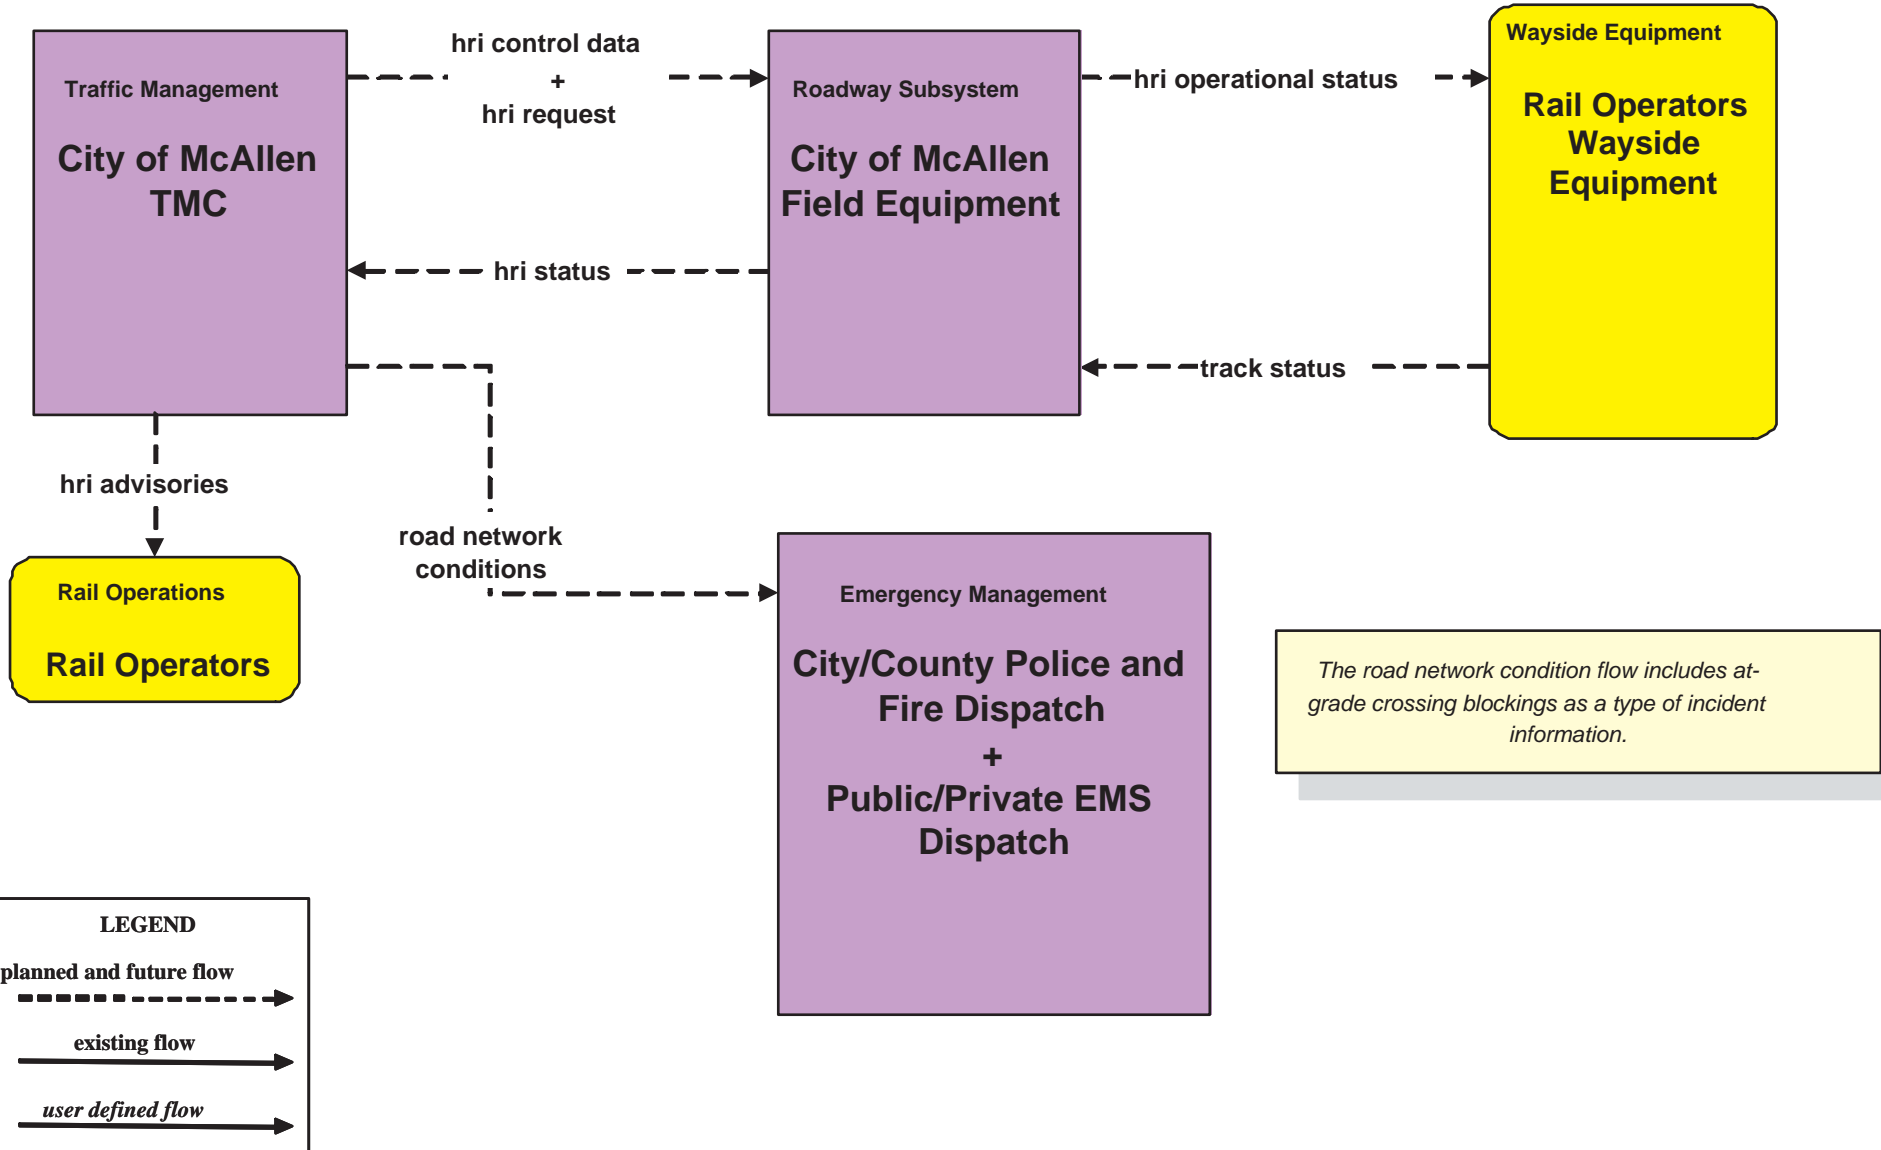 Traffic Management
City of McAllen
TMC
hri control data
+
hri request
Roadway Subsystem
City of McAllen
Field Equipment
hri operational status
Wayside Equipment
Rail Operators
Wayside
Equipment
hri status
track status
hri advisories
road network
conditions
Rail Operations
Rail Operators
Emergency Management
City/County Police and
Fire Dispatch
+
Public/Private EMS
Dispatch
The road network condition flow includes at-
grade crossing blockings as a type of incident
information.
LEGEND
planned and future flow
existing flow
user defined flow